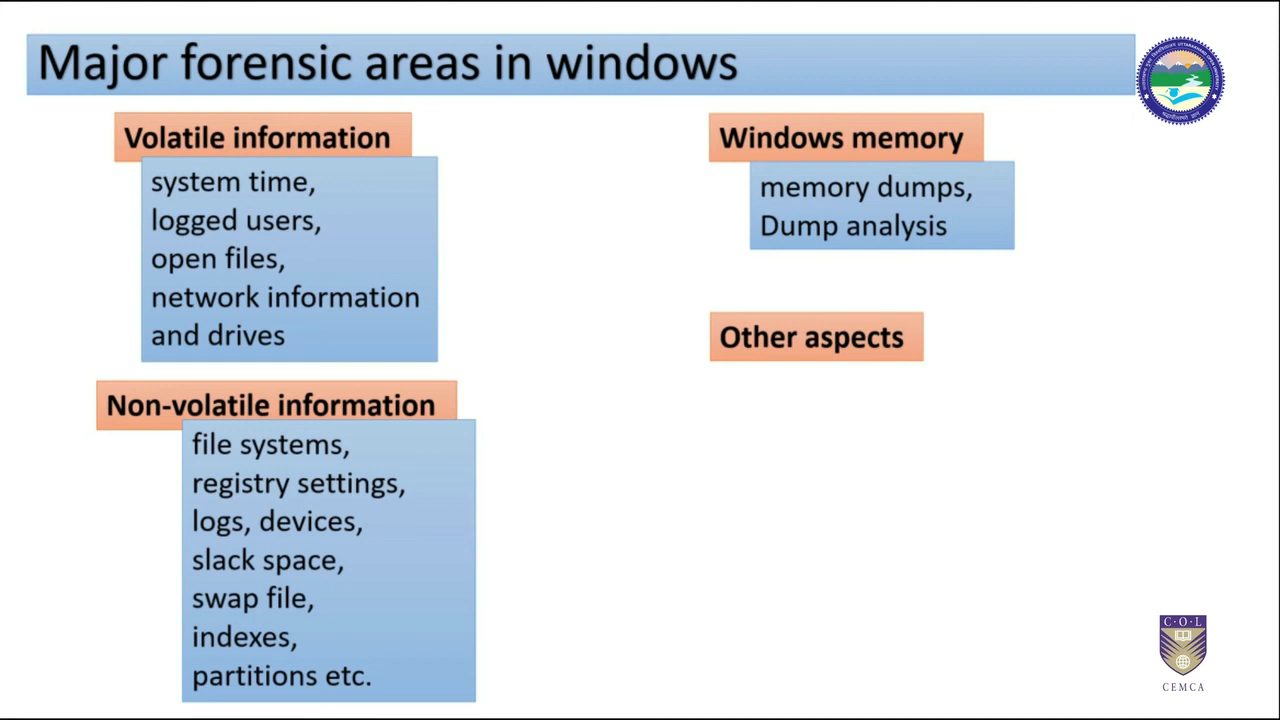 Major forensic areas in windows
Volatile information
system time,
logged users,
open files,
network information
and drives
Non-volatile information
file systems,
registry settings,
logs, devices,
slack space,
swap file,
indexes,
partitions etc.
Windows memory
memory dumps,
Dump analysis
Other aspects
C·O·L
CEMCA